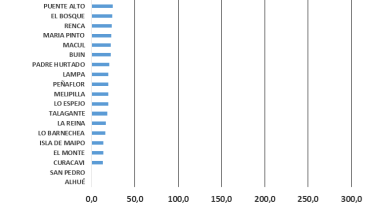 PUENTE ALTO
EL BOSQUE
RENCA
MARIA PINTO
MACUL
BUIN
PADRE HURTADO
LAMPA
PEÑAFLOR
MELIPILLA
LO ESPEJO
TALAGANTE
LA REINA
LO BARNECHEA
ISLA DE MAIPO
EL MONTE
CURACAVI
SAN PEDRO
ALHUÉ
0,0 50,0 100,0 150,0 200,0 250,0 300,0